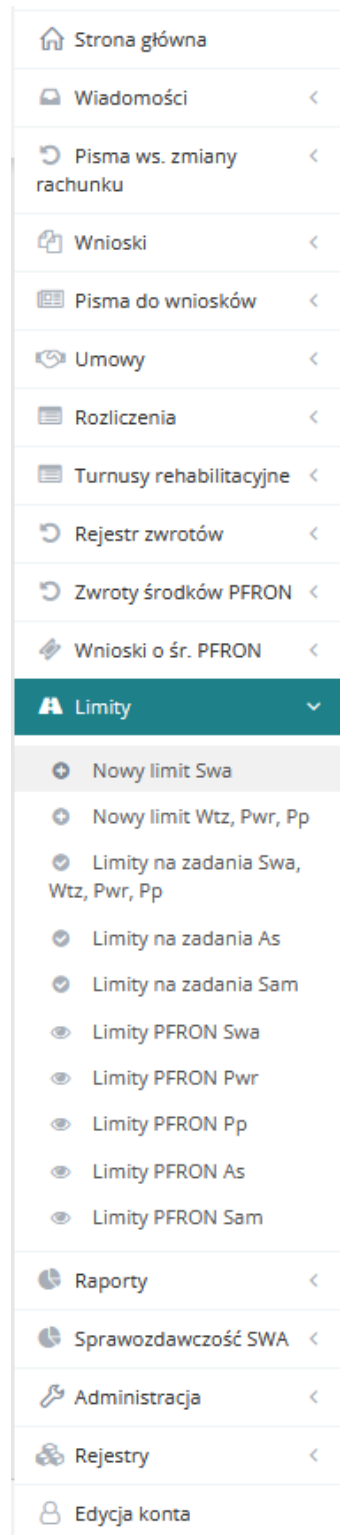 Strona główna
Wiadomości
Pisma ws. zmiany
rachunku
Wnioski
Pisma do wniosków
Umowy
Rozliczenia
Turnusy rehabilitacyjne
Rejestr zwrotów
Zwroty środków PFRON
Wnioski o śr. PFRON
Limity
Nowy limit Swa
Nowy limit Wtz, Pwr, Pp
Limity na zadania Swa,
Wtz, Pwr, Pp
Limity na zadania As
Limity na zadania Sam
Limity PFRON Swa
Limity PFRON Pwr
Limity PFRON Pp
Limity PFRON As
Limity PFRON Sam
Raporty
Sprawozdawczość SWA
Administracja
Rejestry
Edycja konta